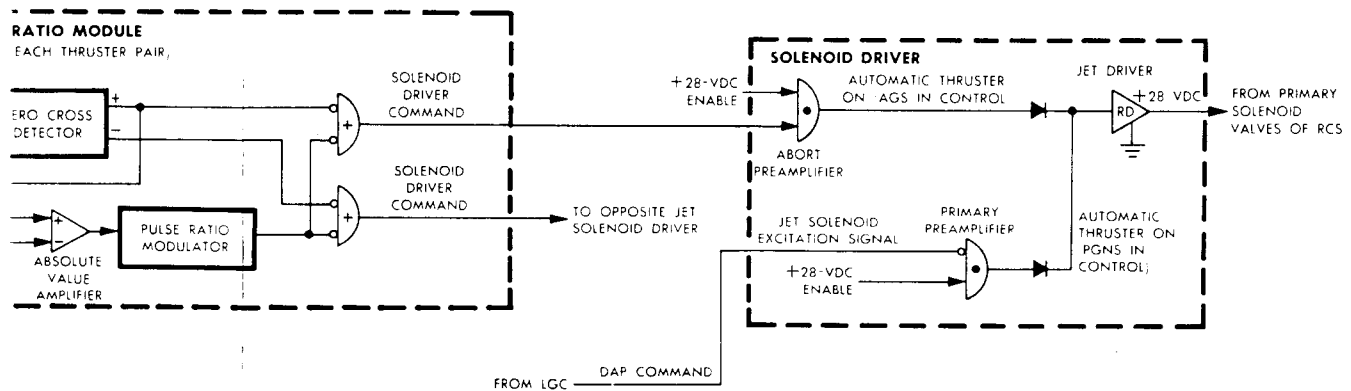 RATIO MODULE
EACH THRUSTER PAIR,
ERO CROSS
DETECTOR
+
−
SOLENOID
DRIVER
COMMAND
+
SOLENOID
DRIVER
COMMAND
+
TO OPPOSITE JET
SOLENOID DRIVER
+
−
ABSOLUTE
VALUE
AMPLIFIER
PULSE RATIO
MODULATOR
SOLENOID DRIVER
+28-VDC
ENABLE
AUTOMATIC THRUSTER
ON AGS IN CONTROL
ABORT
PREAMPLIFIER
JET DRIVER
+28 VDC
RD
FROM PRIMARY
SOLENOID
VALVES OF RCS
JET SOLENOID
EXCITATION SIGNAL
PRIMARY
PREAMPLIFIER
+28-VDC
ENABLE
AUTOMATIC
THRUSTER ON
PGNS IN
CONTROL;
FROM LGC
DAP COMMAND